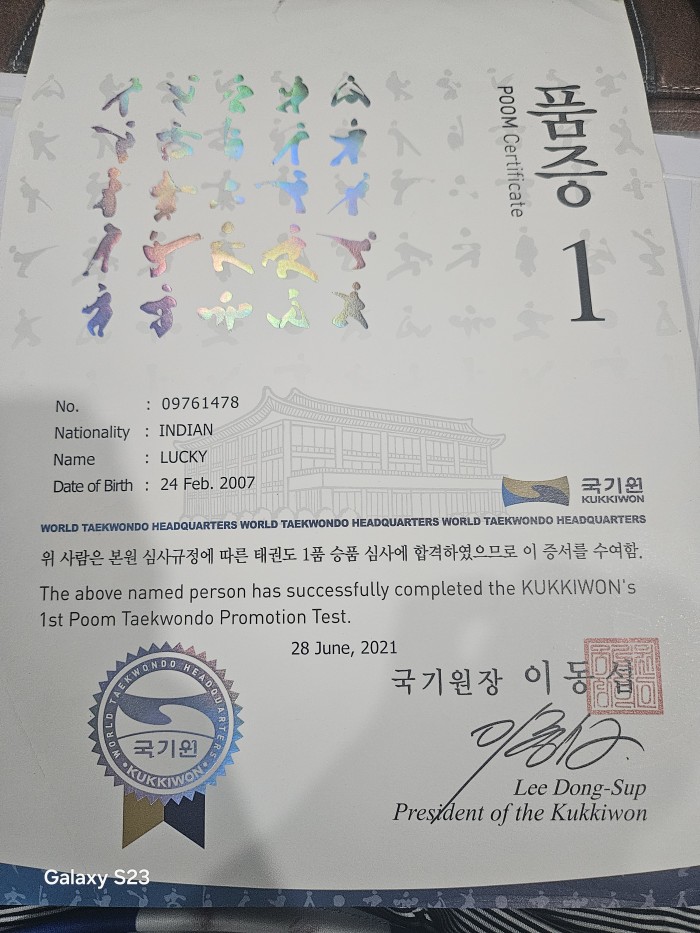 품증
POOM Certificate
1
No. : 09761478
Nationality : INDIAN
Name : LUCKY
Date of Birth : 24 Feb. 2007
국기원
KUKKIWON
WORLD TAEKWONDO HEADQUARTERS WORLD TAEKWONDO HEADQUARTERS WORLD TAEKWONDO HEADQUARTERS
위 사람은 본원 심사규정에 따른 태권도 1품 승품 심사에 합격하였으므로 이 증서를 수여함.
The above named person has successfully completed the KUKKIWON's
1st Poom Taekwondo Promotion Test.
28 June, 2021
국기원장 이동섭
WORLD TAEKWONDO HEADQUARTERS
국기원
KUKKIWON
Lee Dong-Sup
President of the Kukkiwon
Galaxy S23